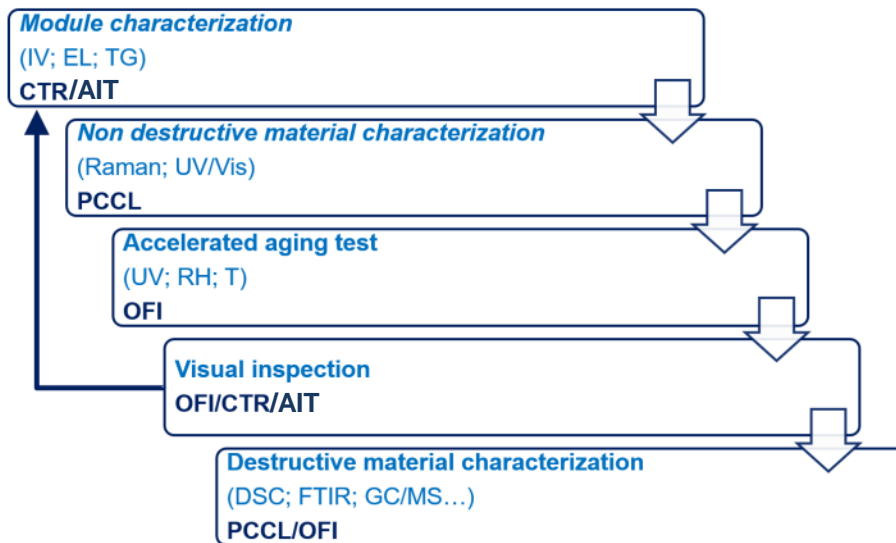 Module characterization
(IV; EL; TG)
CTR/AIT
Non destructive material characterization
(Raman; UV/Vis)
PCCL
Accelerated aging test
(UV; RH; T)
OFI
Visual inspection
OFI/CTR/AIT
Destructive material characterization
(DSC; FTIR; GC/MS...)
PCCL/OFI